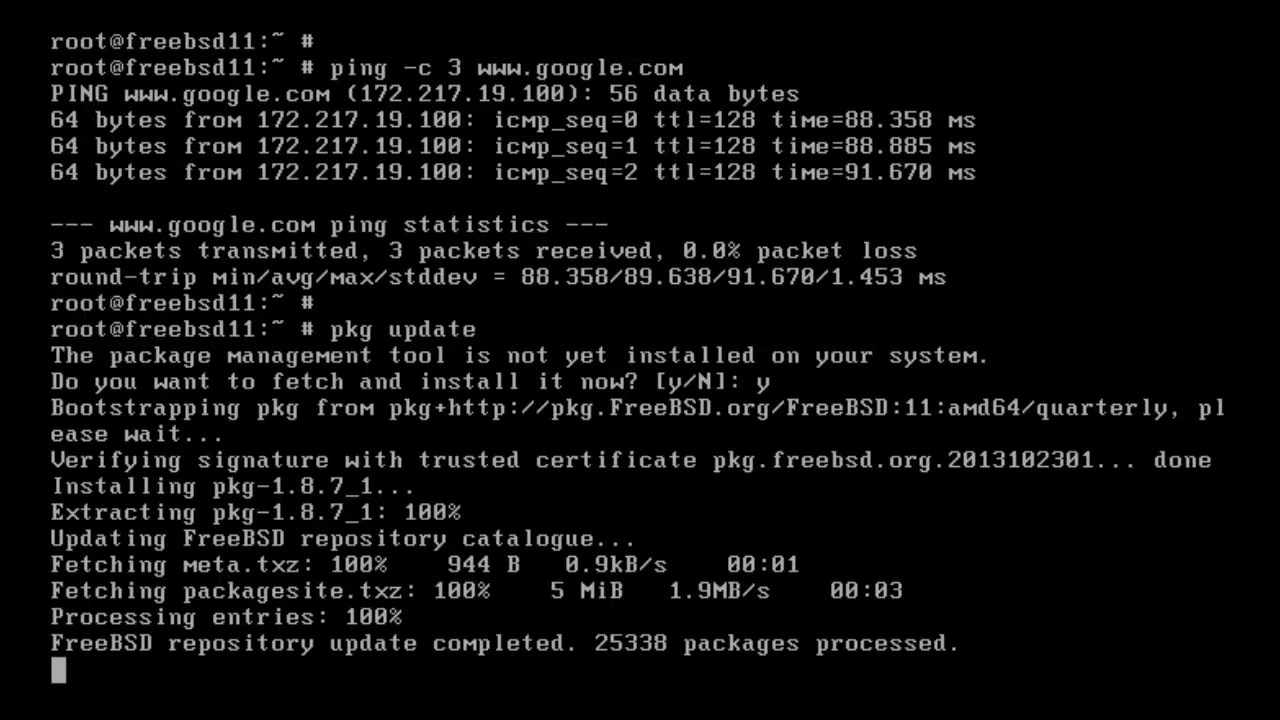 root@freebsd11:~ #
root@freebsd11:~ # ping -c 3 www.google.com
PING www.google.com (172.217.19.100): 56 data bytes
64 bytes from 172.217.19.100: icmp_seq=0 ttl=128 time=88.358 ms
64 bytes from 172.217.19.100: icmp_seq=1 ttl=128 time=88.885 ms
64 bytes from 172.217.19.100: icmp_seq=2 ttl=128 time=91.670 ms

--- www.google.com ping statistics ---
3 packets transmitted, 3 packets received, 0.0% packet loss
round-trip min/avg/max/stddev = 88.358/89.638/91.670/1.453 ms
root@freebsd11:~ #
root@freebsd11:~ # pkg update
The package management tool is not yet installed on your system.
Do you want to fetch and install it now? [y/N]: y
Bootstrapping pkg from pkg+http://pkg.FreeBSD.org/FreeBSD:11:amd64/quarterly, pl
ease wait...
Verifying signature with trusted certificate pkg.freebsd.org.2013102301... done
Installing pkg-1.8.7_1...
Extracting pkg-1.8.7_1: 100%
Updating FreeBSD repository catalogue...
Fetching meta.txz: 100%    944 B   0.9kB/s    00:01
Fetching packagesite.txz: 100%    5 MiB   1.9MB/s    00:03
Processing entries: 100%
FreeBSD repository update completed. 25338 packages processed.